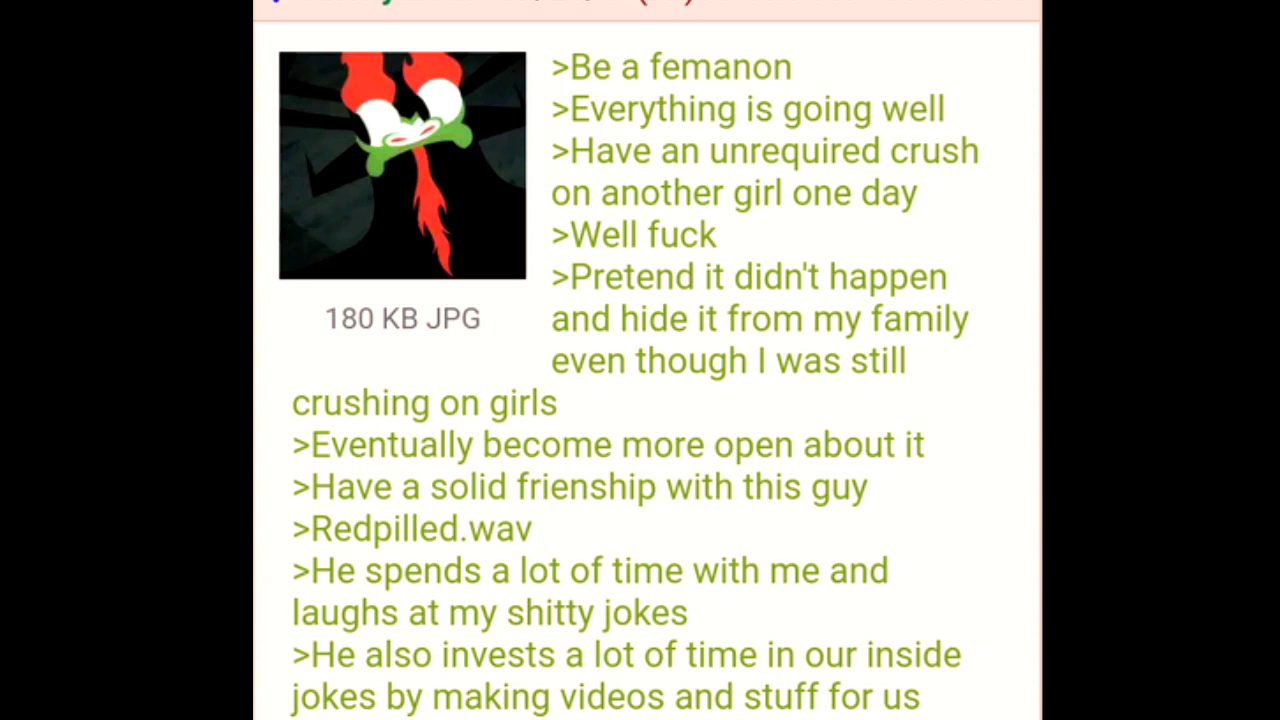 >Be a femanon
>Everything is going well
>Have an unrequired crush
on another girl one day
>Well fuck
>Pretend it didn't happen
and hide it from my family
even though I was still
180 KB JPG
crushing on girls
>Eventually become more open about it
>Have a solid frienship with this guy
>Redpilled.wav
>He spends a lot of time with me and
laughs at my shitty jokes
>He also invests a lot of time in our inside
jokes by making videos and stuff for us